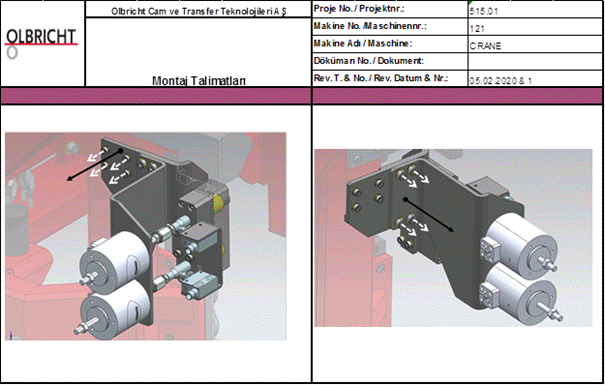 OLBRICHT
Olbricht Cam ve Transfer Teknolojileri A Ş
Montaj Talimatları
Proje No. / Projektnr.: 515.01
Makine No. /Maschinennr.: 121
Makine Adı / Maschine: CRANE
Döküman No. / Dokument:
Rev. T. & No. / Rev. Datum & Nr.: 05.02.2020 & 1